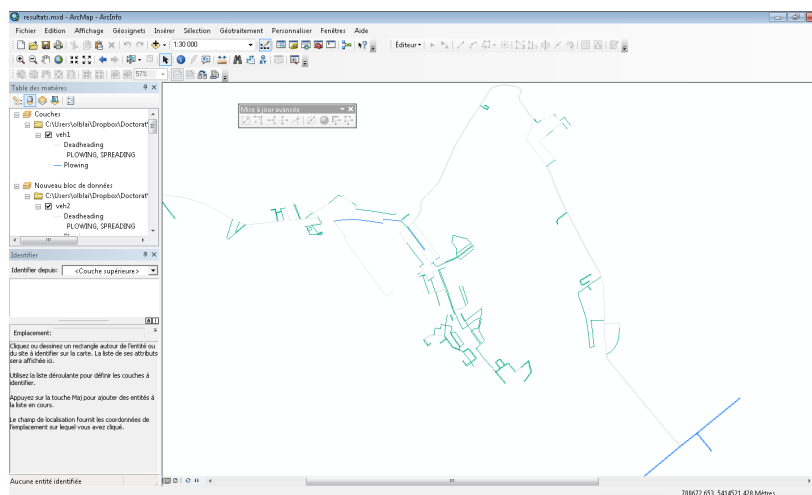 resultats.mxd - ArcMap - ArcInfo
Fichier Edition Affichage Géosignets Insérer Sélection Géotraitement Personnaliser Fenêtres Aide
1:30 000
Éditeur
57%
Table des matières
Couches
C:\Users\olblai\Dropbox\Doctorat\
veh1
Deadheading
PLOWING, SPREADING
Plowing
Nouveau bloc de données
C:\Users\olblai\Dropbox\Doctorat\
veh2
Deadheading
PLOWING, SPREADING
Mise à jour avancée
Identifier
Identifier depuis: <Couche supérieure>
Emplacement:
Cliquez ou dessinez un rectangle autour de l'entité ou
du site à identifier sur la carte. La liste de ses attributs
sera affichée ici.
Utilisez la liste déroulante pour définir les couches à
identifier.
Appuyez sur la touche Maj pour ajouter des entités à
la liste en cours.
Le champ de localisation fournit les coordonnées de
l'emplacement sur lequel vous avez cliqué.
Aucune entité identifiée
788672,653 5414521,428 Mètres